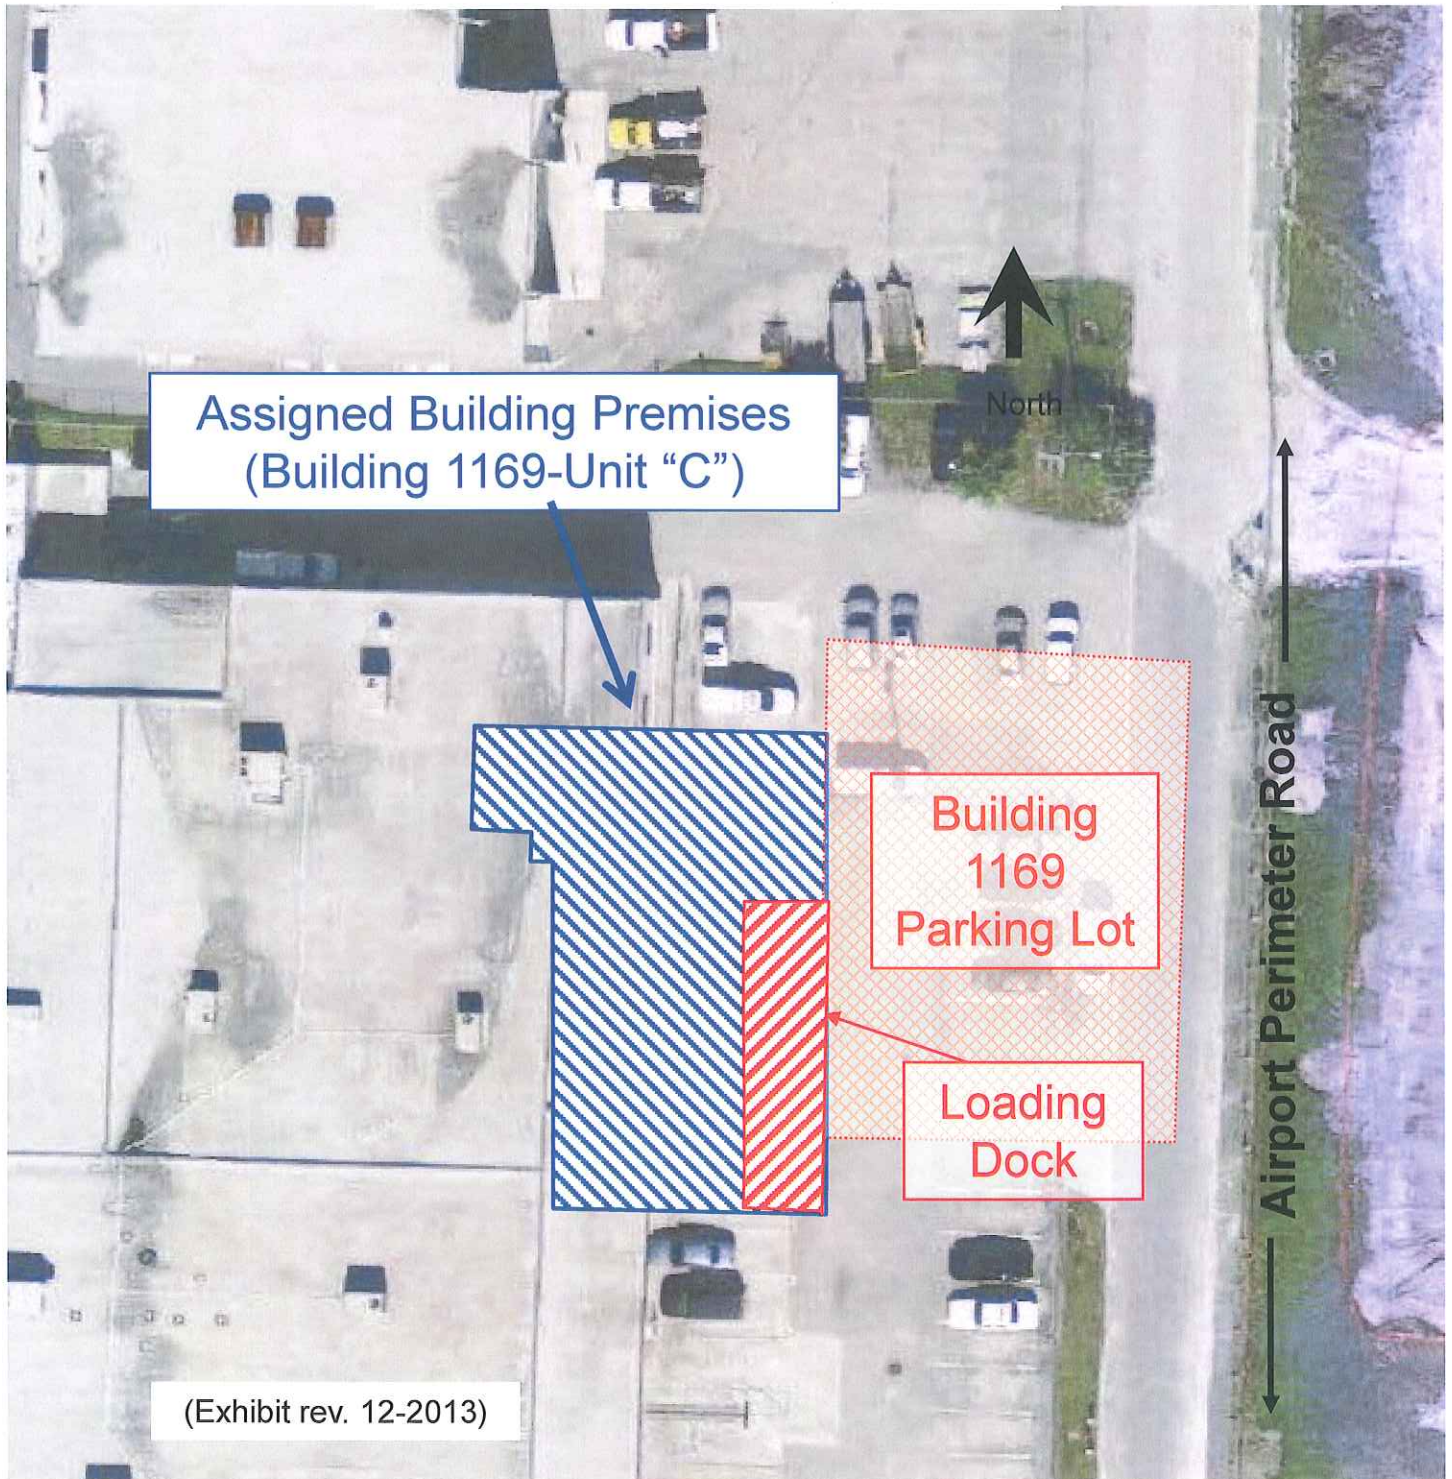 North
Assigned Building Premises
(Building 1169-Unit “C”)
Building
1169
Parking Lot
Loading
Dock
Airport Perimeter Road
(Exhibit rev. 12-2013)